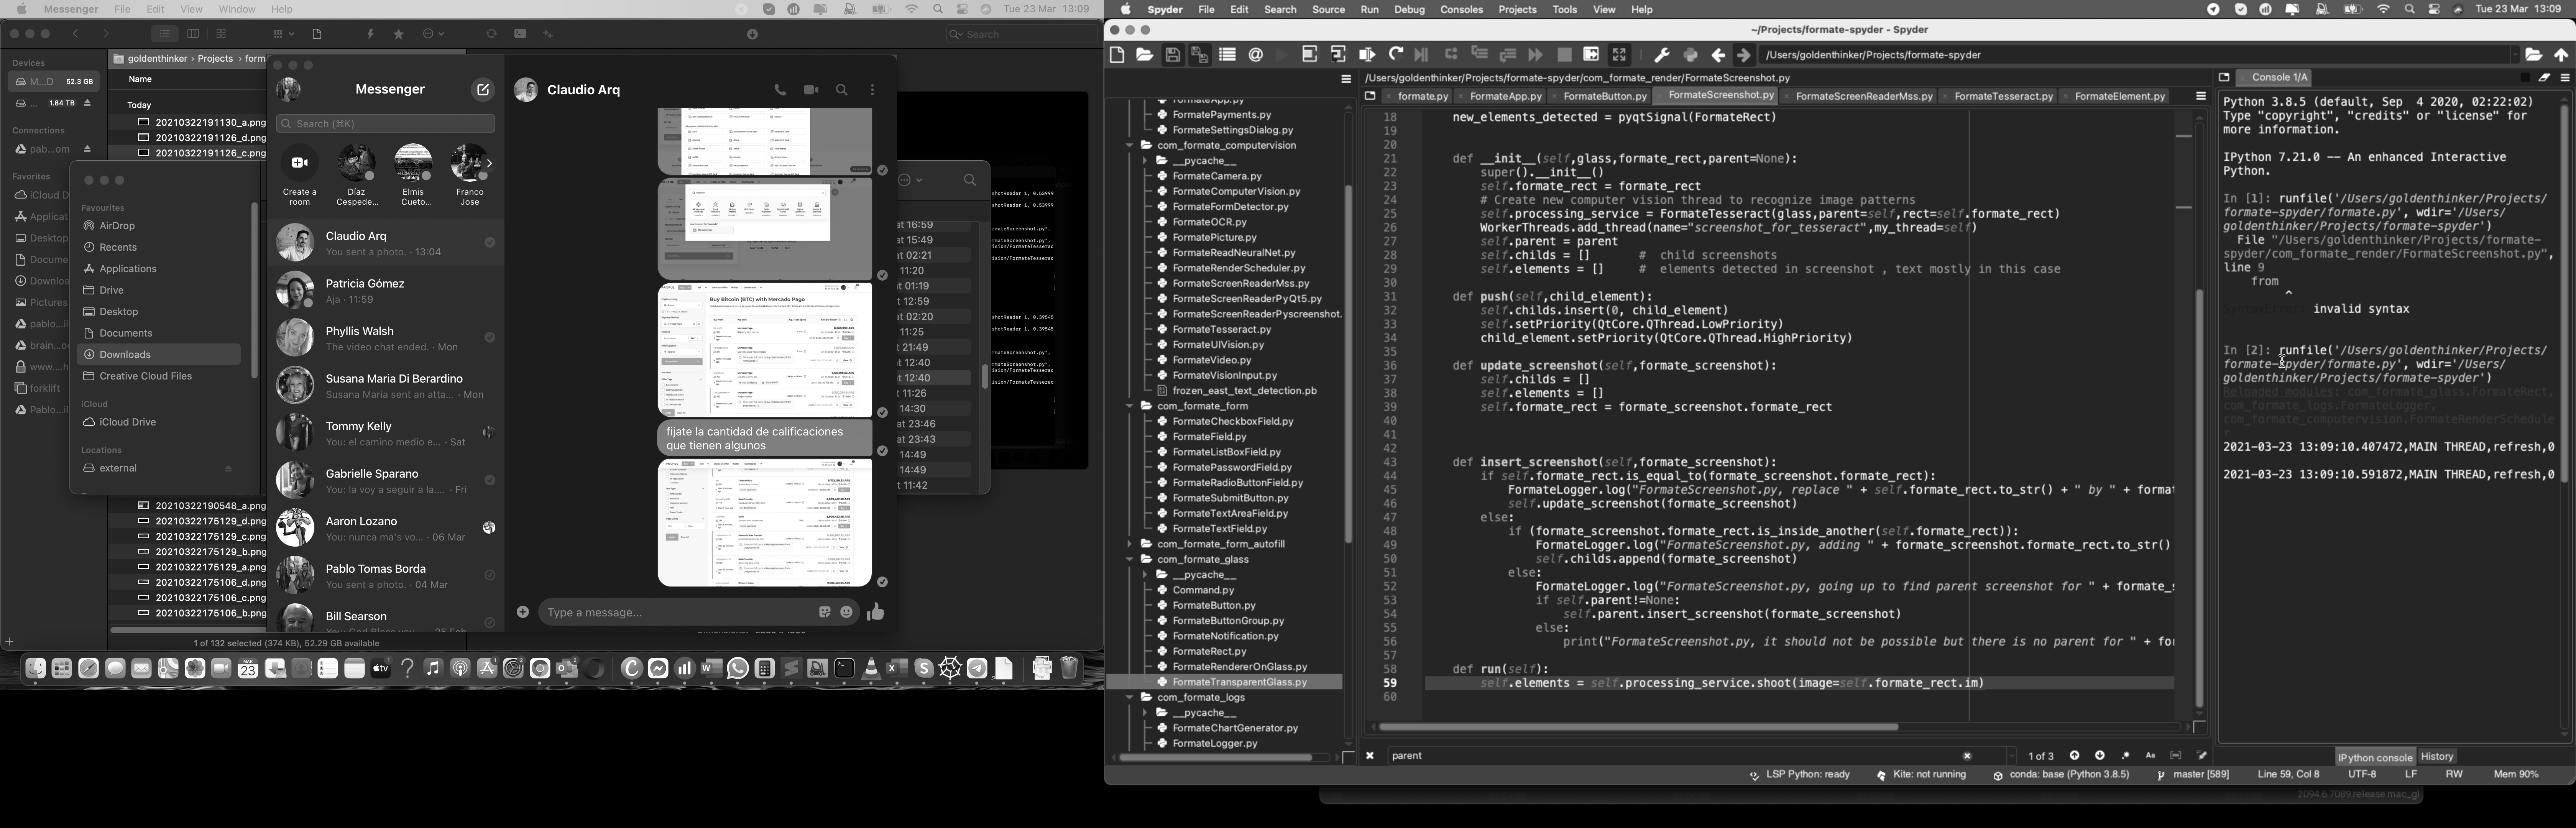 Messenger File Edit View Window Help
Tue 23 Mar 13:09
Search
Devices
M...D 52.3 GB
... 1.84 TB
Connections
pab...om
Favorites
iCloud D
Applicat
Desktop
Docume
Downloa
Pictures
pablo...il
brain...o
www....h
forklift
Pablo...il
goldenthinker › Projects › form
Name
Today
20210322191130_a.png
20210322191126_d.png
20210322191126_c.png
Favourites
AirDrop
Recents
Applications
Drive
Desktop
Documents
Downloads
Creative Cloud Files
iCloud
iCloud Drive
Locations
external
20210322190548_a.png
20210322175129_d.png
20210322175129_c.png
20210322175129_b.png
20210322175129_a.png
20210322175106_d.png
20210322175106_c.png
20210322175106_b.png
1 of 132 selected (374 KB), 52.29 GB available
Messenger
Search (⌘K)
Create a room
Díaz Cespede...
Elmis Cueto...
Franco Jose
Claudio Arq
You sent a photo. · 13:04
Patricia Gómez
Aja · 11:59
Phyllis Walsh
The video chat ended. · Mon
Susana Maria Di Berardino
Susana Maria sent an atta... · Mon
Tommy Kelly
You: el camino medio e... · Sat
Gabrielle Sparano
You: la voy a seguir a la.... · Fri
Aaron Lozano
You: nunca ma's vo... · 06 Mar
Pablo Tomas Borda
You sent a photo. · 04 Mar
Bill Searson
Claudio Arq
Buy Bitcoin (BTC) with Mercado Pago
fijate la cantidad de calificaciones
que tienen algunos
Type a message...
at 16:59
at 15:49
at 02:21
11:20
at 01:19
12:59
at 02:20
11:25
at 21:49
12:40
12:40
11:26
14:30
at 23:46
at 23:43
14:49
14:49
t 11:42
Spyder File Edit Search Source Run Debug Consoles Projects Tools View Help
Tue 23 Mar 13:09
~/Projects/formate-spyder - Spyder
/Users/goldenthinker/Projects/formate-spyder
/Users/goldenthinker/Projects/formate-spyder/com_formate_render/FormateScreenshot.py
formate.py FormateApp.py FormateButton.py FormateScreenshot.py FormateScreenReaderMss.py FormateTesseract.py FormateElement.py
FormateApp.py
FormatePayments.py
FormateSettingsDialog.py
com_formate_computervision
__pycache__
FormateCamera.py
FormateComputerVision.py
FormateFormDetector.py
FormateOCR.py
FormatePicture.py
FormateReadNeuralNet.py
FormateRenderScheduler.py
FormateScreenReaderMss.py
FormateScreenReaderPyQt5.py
FormateScreenReaderPyscreenshot.
FormateTesseract.py
FormateUIVision.py
FormateVideo.py
FormateVisionInput.py
frozen_east_text_detection.pb
com_formate_form
FormateCheckboxField.py
FormateField.py
FormateListBoxField.py
FormatePasswordField.py
FormateRadioButtonField.py
FormateSubmitButton.py
FormateTextAreaField.py
FormateTextField.py
com_formate_form_autofill
com_formate_glass
__pycache__
Command.py
FormateButton.py
FormateButtonGroup.py
FormateNotification.py
FormateRect.py
FormateRendererOnGlass.py
FormateTransparentGlass.py
com_formate_logs
__pycache__
FormateChartGenerator.py
FormateLogger.py
18 new_elements_detected = pyqtSignal(FormateRect)
19
20
21 def __init__(self,glass,formate_rect,parent=None):
22 super().__init__()
23 self.formate_rect = formate_rect
24 # Create new computer vision thread to recognize image patterns
25 self.processing_service = FormateTesseract(glass,parent=self,rect=self.formate_rect)
26 WorkerThreads.add_thread(name="screenshot_for_tesseract",my_thread=self)
27 self.parent = parent
28 self.childs = [] # child screenshots
29 self.elements = [] # elements detected in screenshot , text mostly in this case
30
31 def push(self,child_element):
32 self.childs.insert(0, child_element)
33 self.setPriority(QtCore.QThread.LowPriority)
34 child_element.setPriority(QtCore.QThread.HighPriority)
35
36 def update_screenshot(self,formate_screenshot):
37 self.childs = []
38 self.elements = []
39 self.formate_rect = formate_screenshot.formate_rect
40
41
42
43 def insert_screenshot(self,formate_screenshot):
44 if self.formate_rect.is_equal_to(formate_screenshot.formate_rect):
45 FormateLogger.log("FormateScreenshot.py, replace " + self.formate_rect.to_str() + " by " + format
46 self.update_screenshot(formate_screenshot)
47 else:
48 if (formate_screenshot.formate_rect.is_inside_another(self.formate_rect)):
49 FormateLogger.log("FormateScreenshot.py, adding " + formate_screenshot.formate_rect.to_str()
50 self.childs.append(formate_screenshot)
51 else:
52 FormateLogger.log("FormateScreenshot.py, going up to find parent screenshot for " + formate_s
53 if self.parent!=None:
54 self.parent.insert_screenshot(formate_screenshot)
55 else:
56 print("FormateScreenshot.py, it should not be possible but there is no parent for " + for
57
58 def run(self):
59 self.elements = self.processing_service.shoot(image=self.formate_rect.im)
60
parent
1 of 3
Console 1/A
Python 3.8.5 (default, Sep 4 2020, 02:22:02)
Type "copyright", "credits" or "license" for
more information.
IPython 7.21.0 -- An enhanced Interactive
Python.
In [1]: runfile('/Users/goldenthinker/Projects/
formate-spyder/formate.py', wdir='/Users/
goldenthinker/Projects/formate-spyder')
File "/Users/goldenthinker/Projects/formate-
spyder/com_formate_render/FormateScreenshot.py",
line 9
from
^
SyntaxError: invalid syntax
In [2]: runfile('/Users/goldenthinker/Projects/
formate-spyder/formate.py', wdir='/Users/
goldenthinker/Projects/formate-spyder')
Reloaded modules: com_formate_glass.FormateRect,
com_formate_logs.FormateLogger,
com_formate_computervision.FormateRenderSchedule
r
2021-03-23 13:09:10.407472,MAIN THREAD,refresh,0
2021-03-23 13:09:10.591872,MAIN THREAD,refresh,0
IPython console History
LSP Python: ready Kite: not running conda: base (Python 3.8.5) master [589] Line 59, Col 8 UTF-8 LF RW Mem 90%